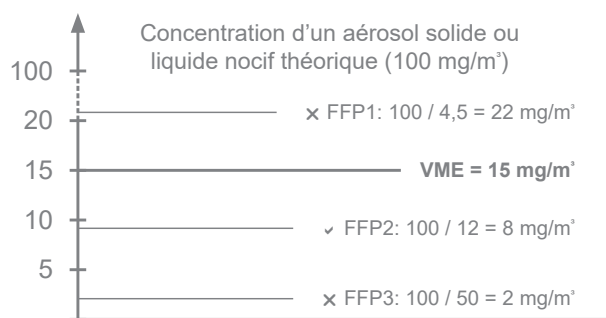 Concentration d’un aérosol solide ou
liquide nocif théorique (100 mg/m³)
100
× FFP1: 100 / 4,5 = 22 mg/m³
20
15
VME = 15 mg/m³
10
✓ FFP2: 100 / 12 = 8 mg/m³
5
× FFP3: 100 / 50 = 2 mg/m³